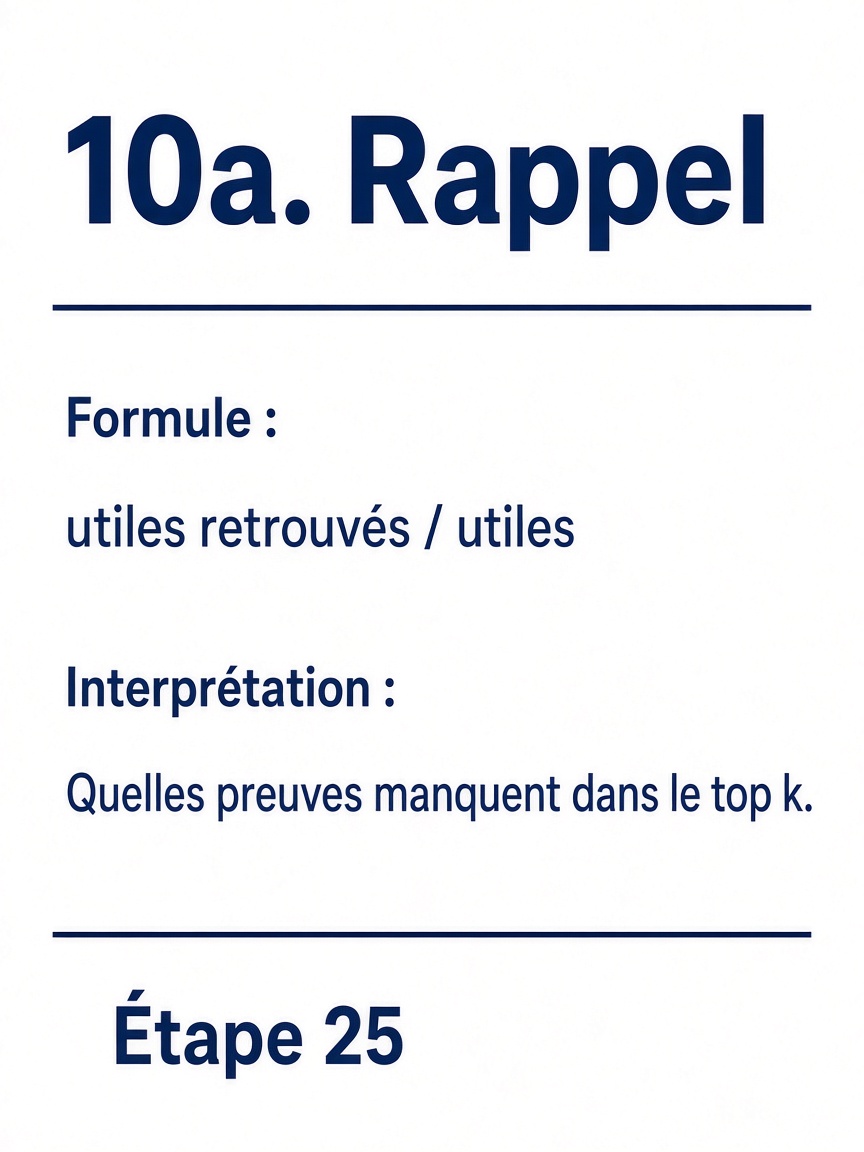 10a. Rappel
Formule :
utiles retrouvés / utiles
Interprétation :
Quelles preuves manquent dans le top k.
Étape 25